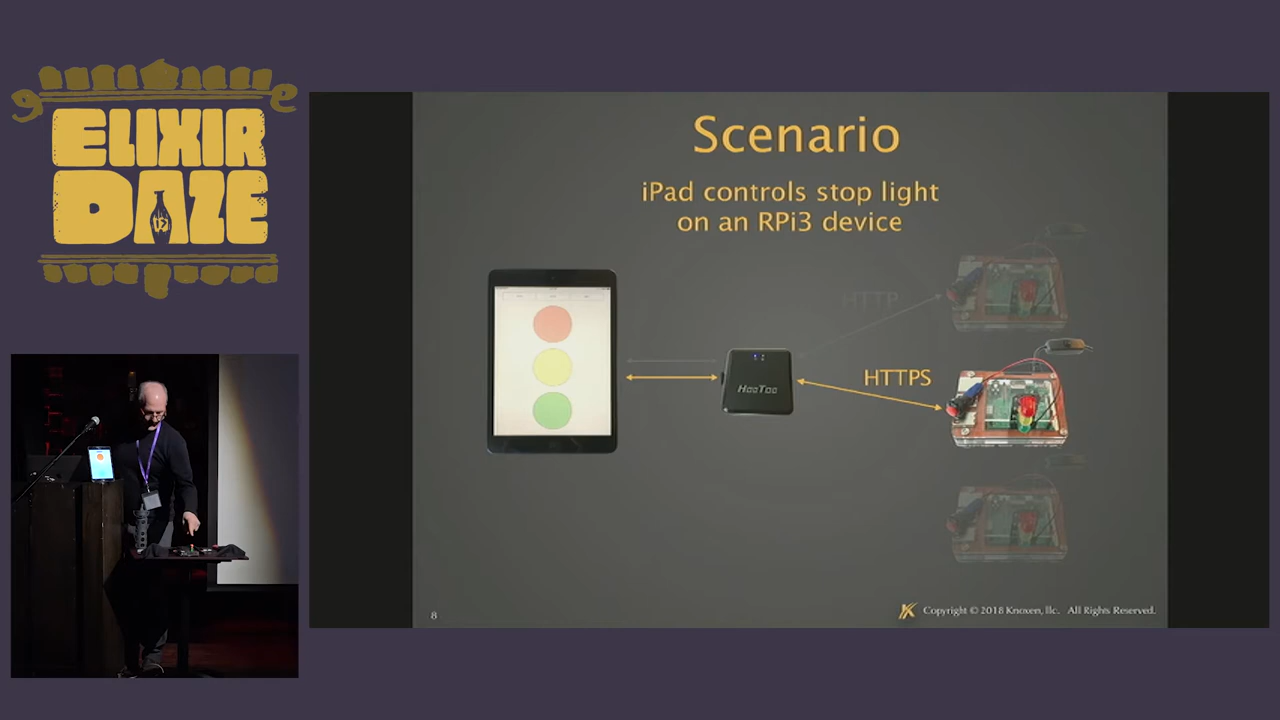 ELIXIR
DAZE
Scenario
iPad controls stop light
on an RPi3 device
HTTP
HTTPS
HooToo
8
Copyright © 2018 Knoxen, llc. All Rights Reserved.